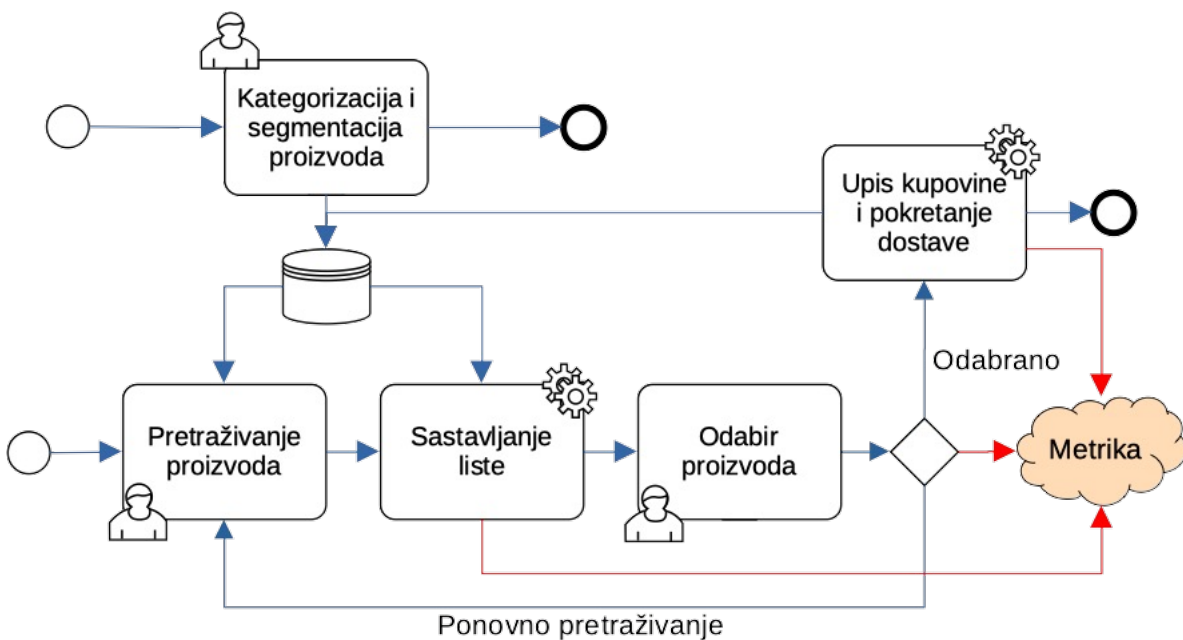 Kategorizacija i
segmentacija
proizvoda
Upis kupovine
i pokretanje
dostave
Odabrano
Pretraživanje
proizvoda
Sastavljanje
liste
Odabir
proizvoda
Metrika
Ponovno pretraživanje